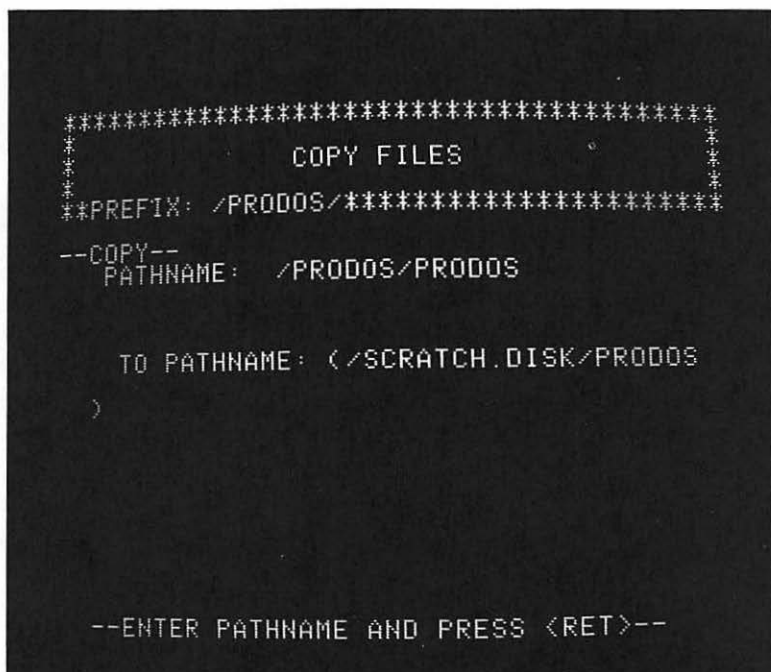 ****************************************
* COPY FILES *
* *
**PREFIX: /PRODOS/***********************
--COPY--
PATHNAME: /PRODOS/PRODOS
TO PATHNAME: (/SCRATCH.DISK/PRODOS
)
--ENTER PATHNAME AND PRESS <RET>--